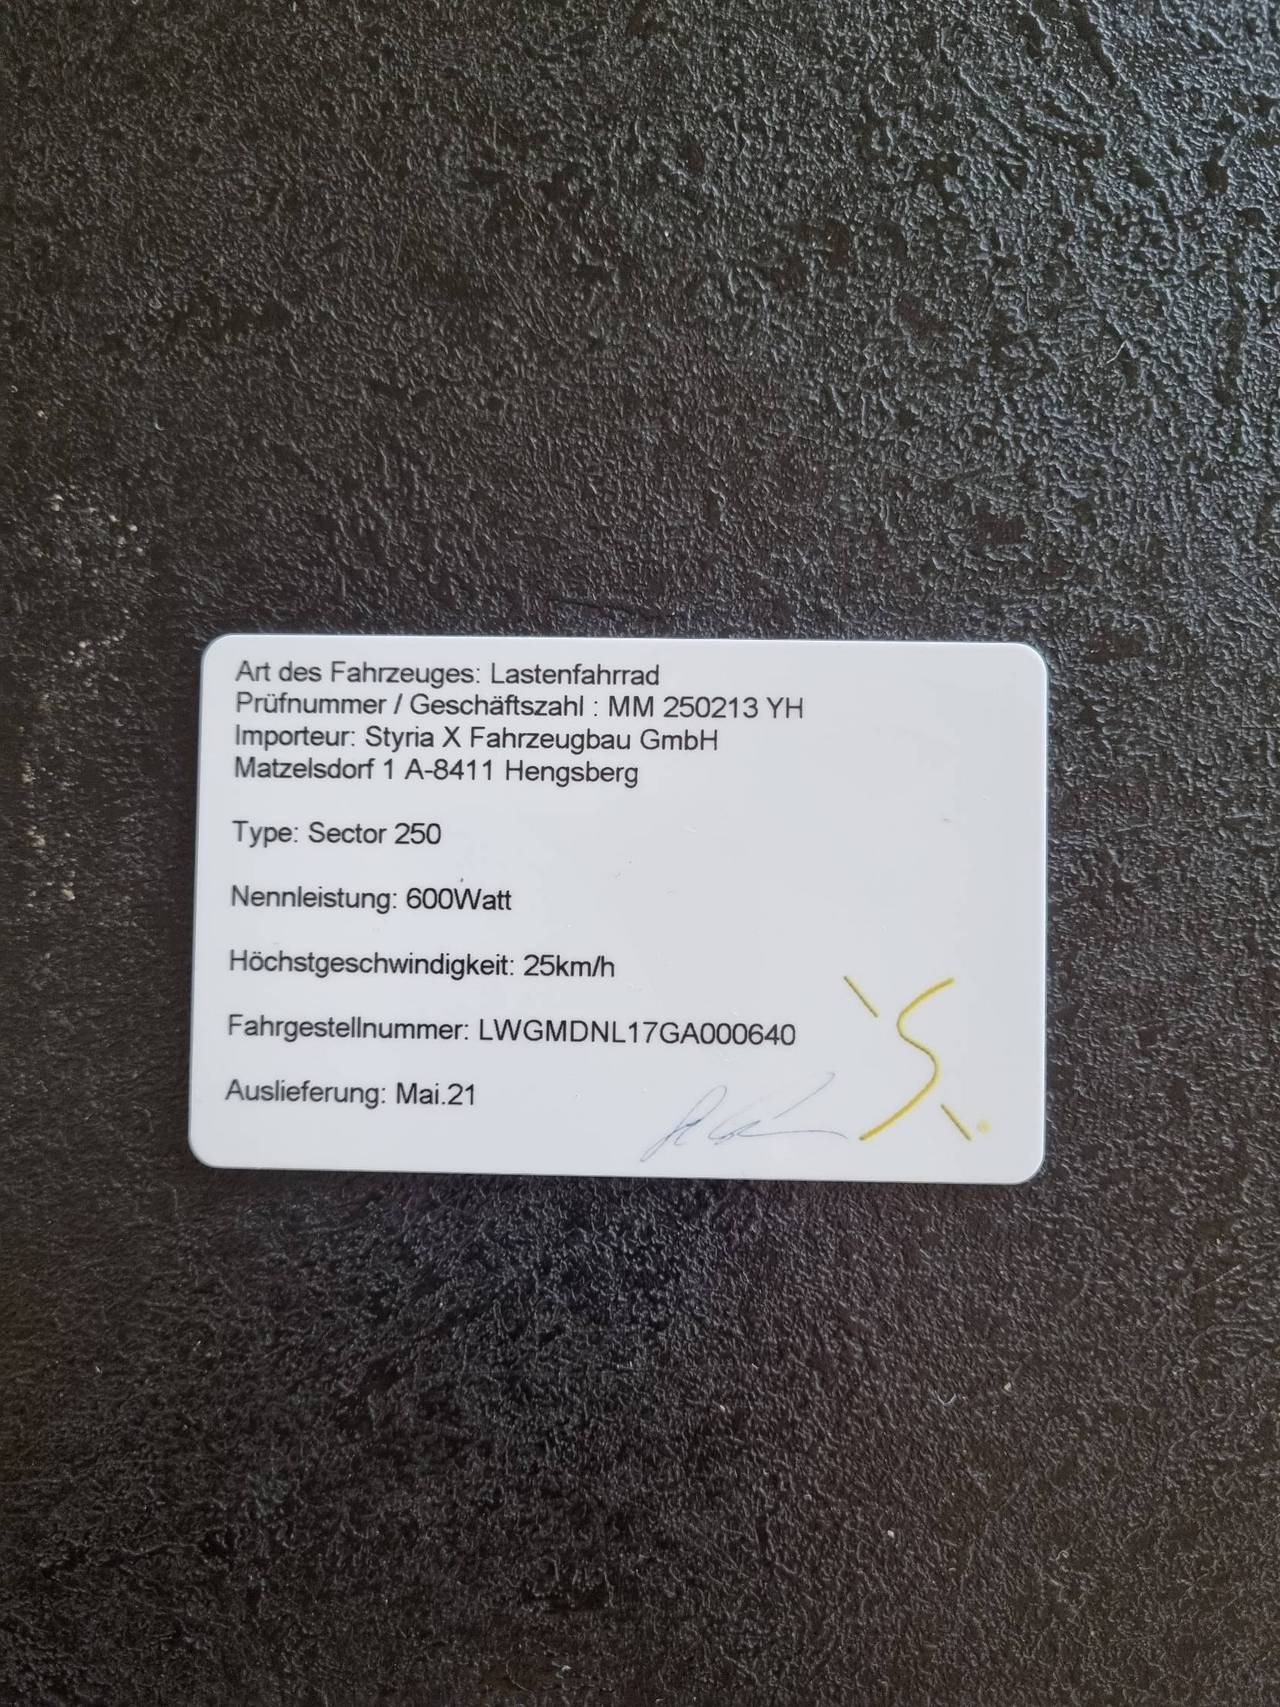 Art des Fahrzeuges: Lastenfahrrad
Prüfnummer / Geschäftszahl : MM 250213 YH
Importeur: Styria X Fahrzeugbau GmbH
Matzelsdorf 1 A-8411 Hengsberg
Type: Sector 250
Nennleistung: 600Watt
Höchstgeschwindigkeit: 25km/h
Fahrgestellnummer: LWGMDNL17GA000640
Auslieferung: Mai.21